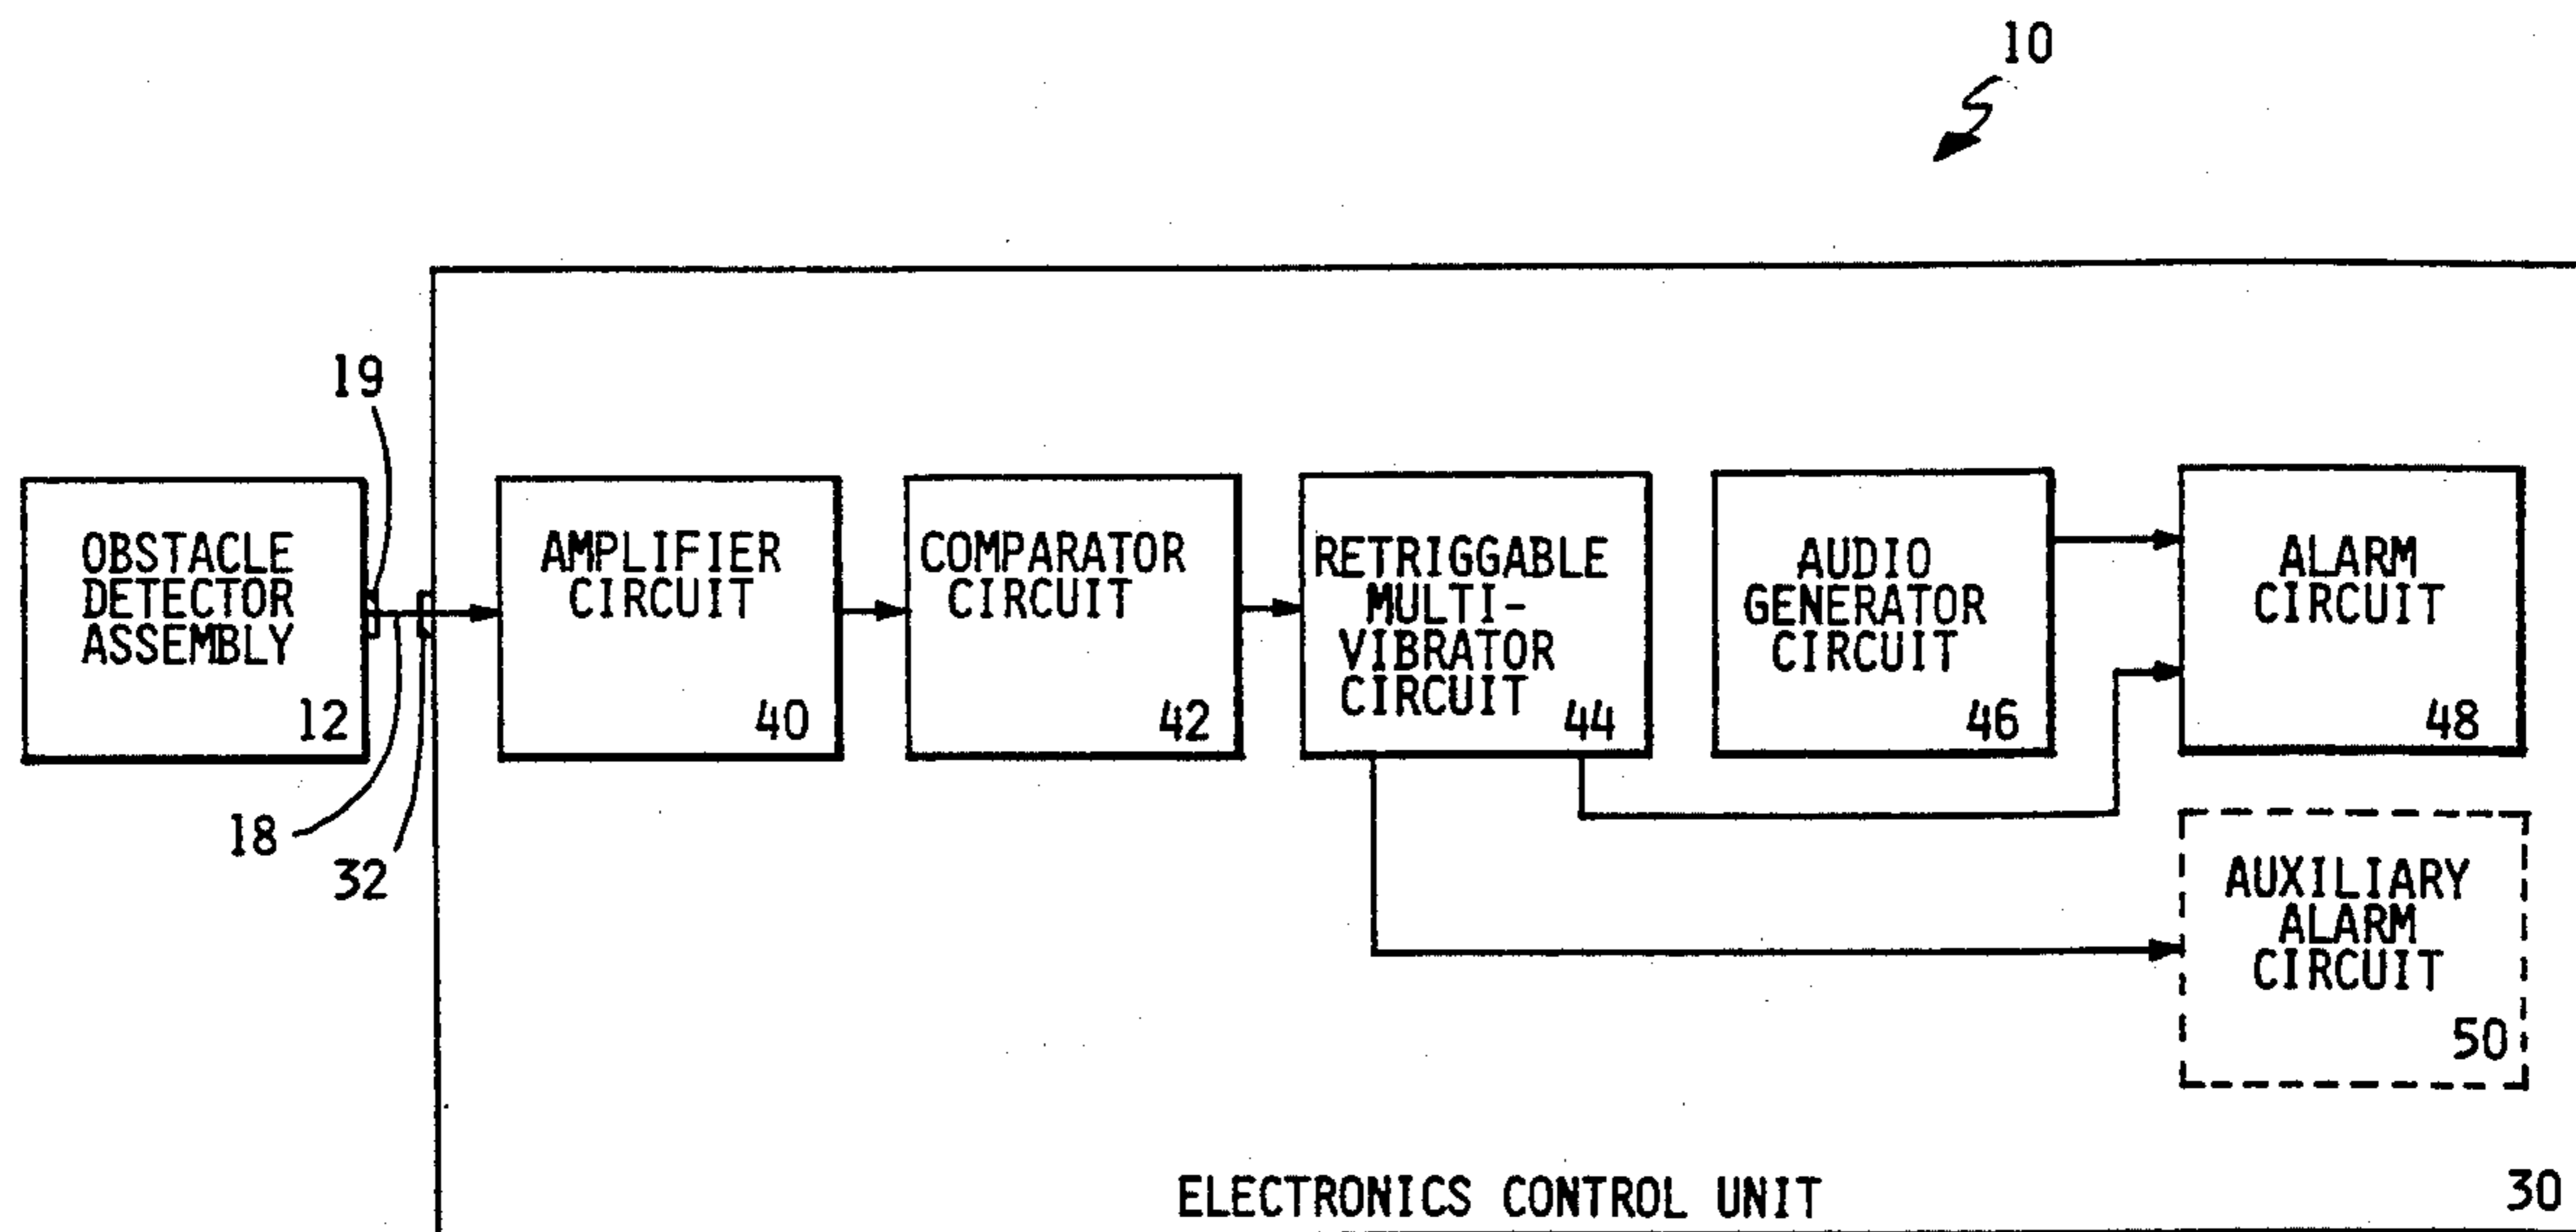 10
19
OBSTACLE
DETECTOR
ASSEMBLY
12
18
32
AMPLIFIER
CIRCUIT
40
COMPARATOR
CIRCUIT
42
RETRIGGABLE
MULTI-
VIBRATOR
CIRCUIT
44
AUDIO
GENERATOR
CIRCUIT
46
ALARM
CIRCUIT
48
AUXILIARY
ALARM
CIRCUIT
50
ELECTRONICS CONTROL UNIT
30